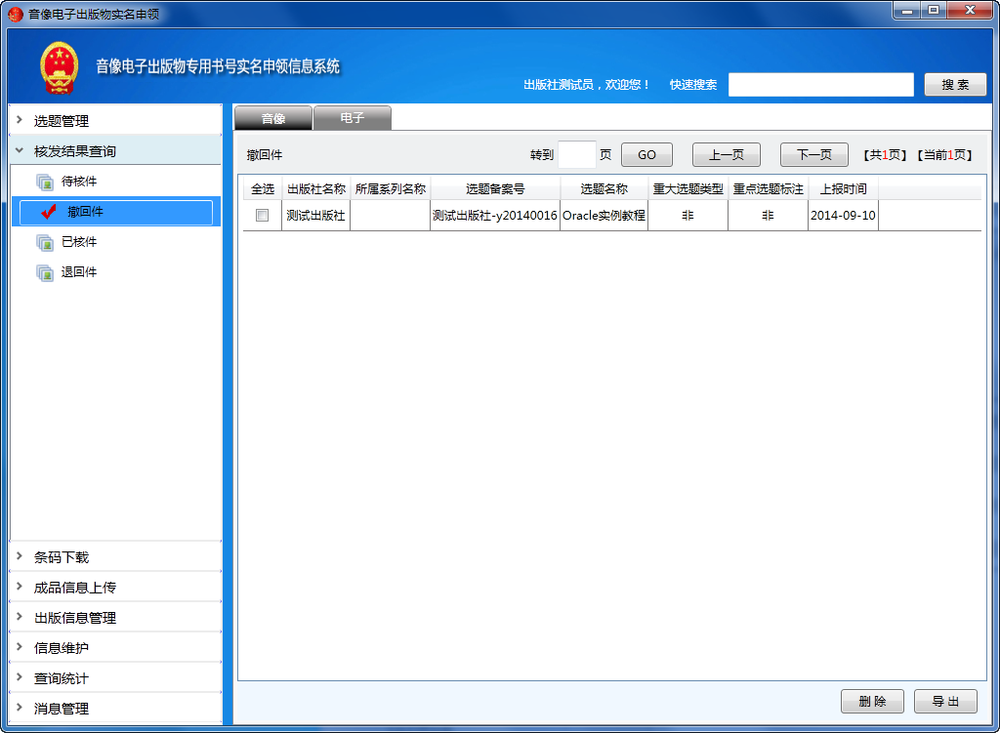 音像电子出版物实名申领
音像电子出版物专用书号实名申领信息系统
出版社测试员，欢迎您！ 快速搜索 搜 索
选题管理
核发结果查询
待核件
撤回件
已核件
退回件
条码下载
成品信息上传
出版信息管理
信息维护
查询统计
消息管理
音像 电子
撤回件 转到 页 GO 上一页 下一页 【共1页】【当前1页】
全选 出版社名称 所属系列名称 选题备案号 选题名称 重大选题类型 重点选题标注 上报时间
测试出版社 测试出版社-y20140016 Oracle实例教程 非 非 2014-09-10
删 除 导 出